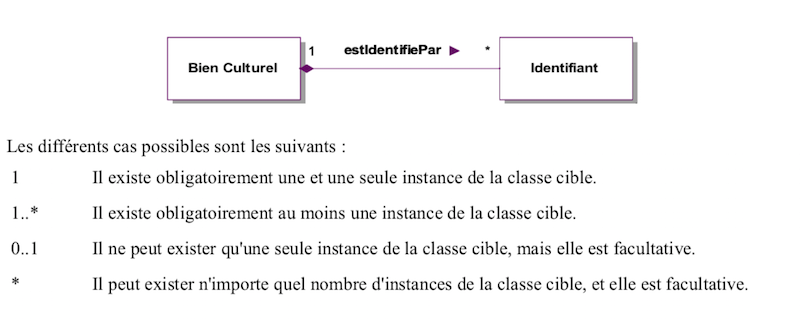 1 estIdentifiePar *
Bien Culturel Identifiant
Les différents cas possibles sont les suivants :
1 Il existe obligatoirement une et une seule instance de la classe cible.
1..* Il existe obligatoirement au moins une instance de la classe cible.
0..1 Il ne peut exister qu'une seule instance de la classe cible, mais elle est facultative.
* Il peut exister n'importe quel nombre d'instances de la classe cible, et elle est facultative.